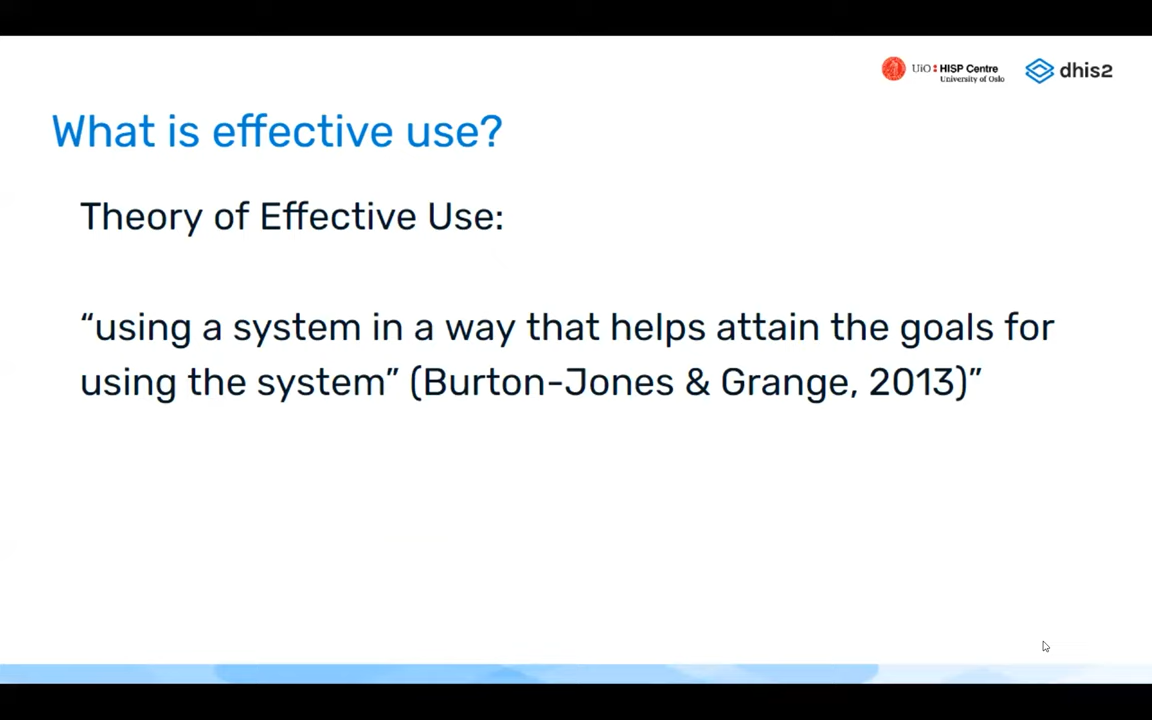 UiO: HISP Centre
University of Oslo
dhis2
What is effective use?
Theory of Effective Use:
“using a system in a way that helps attain the goals for
using the system” (Burton-Jones & Grange, 2013)”